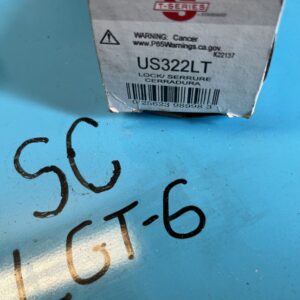 T-SERIES
WARNING: Cancer
www.P65Warnings.ca.gov
K22137
US322LT
LOCK/ SERRURE
CERRADURA
SC
LGT-6